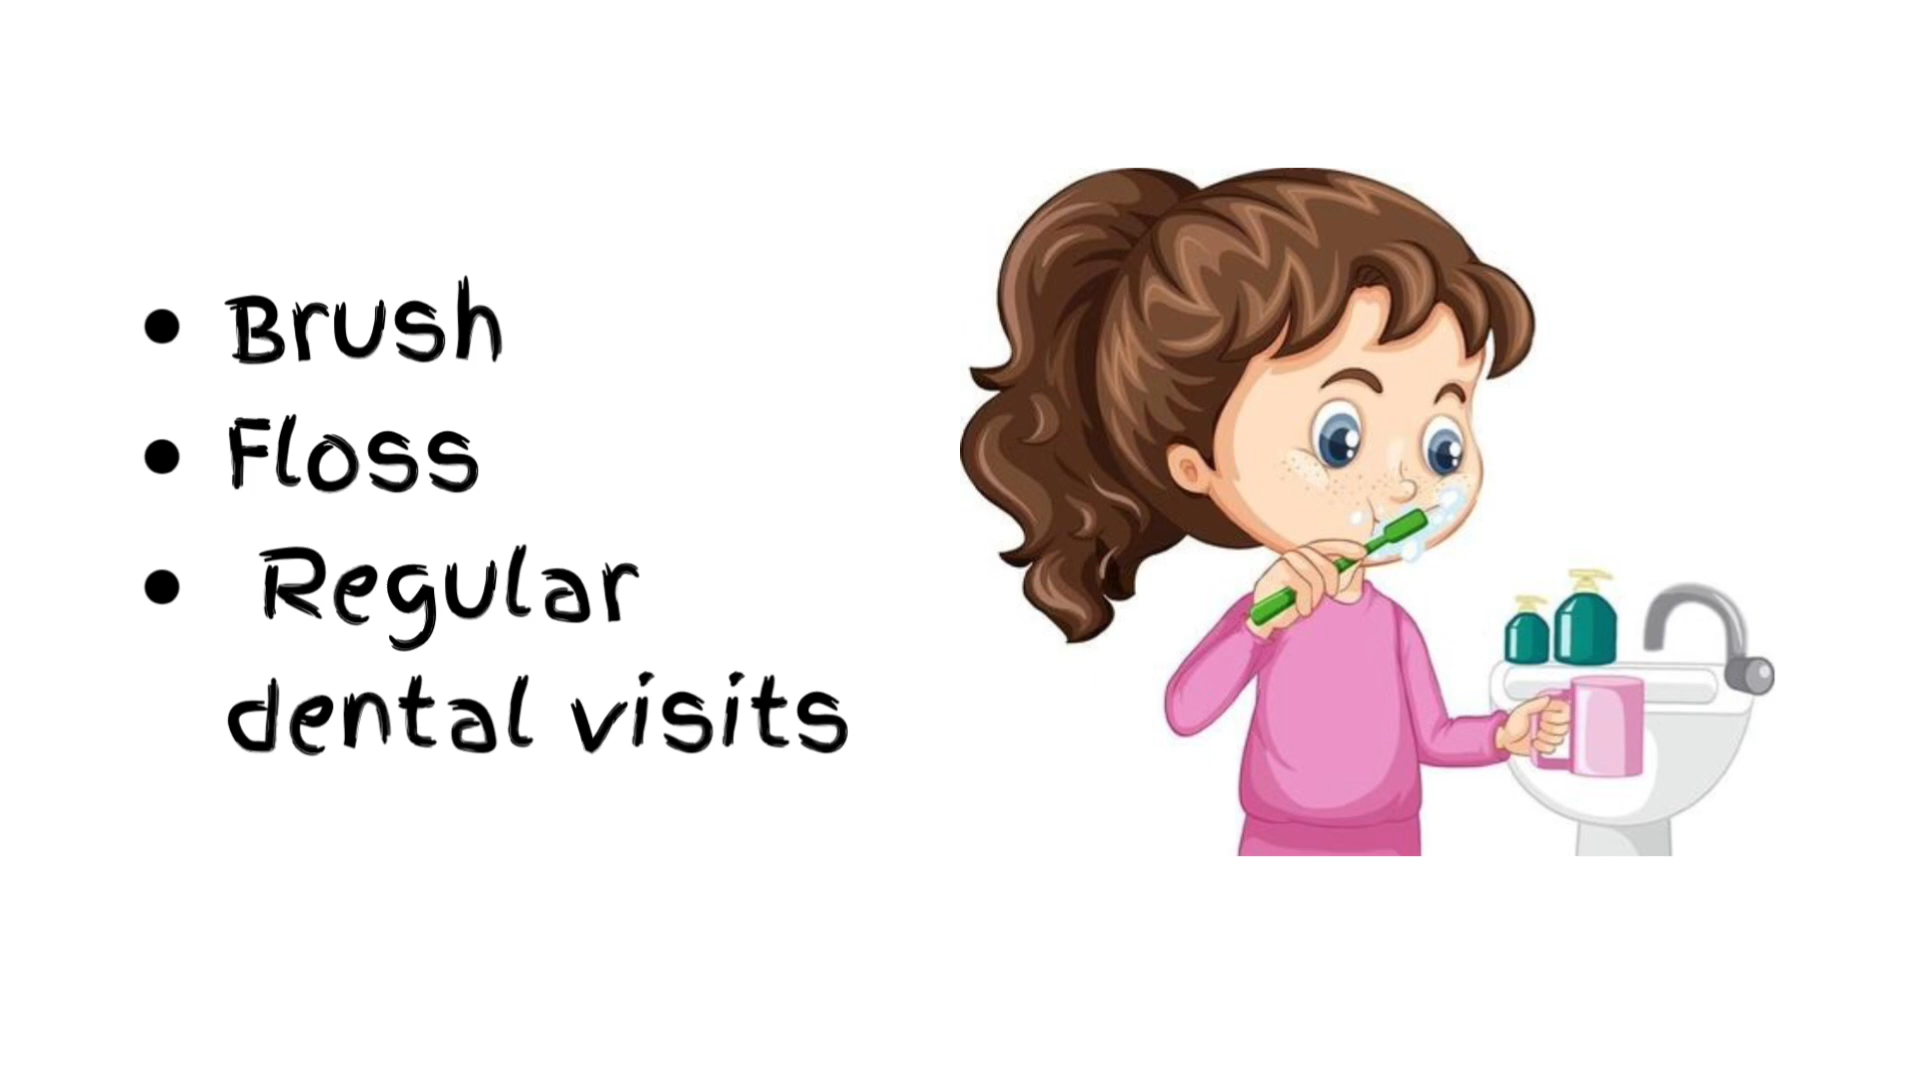 • Brush
• Floss
• Regular
dental visits